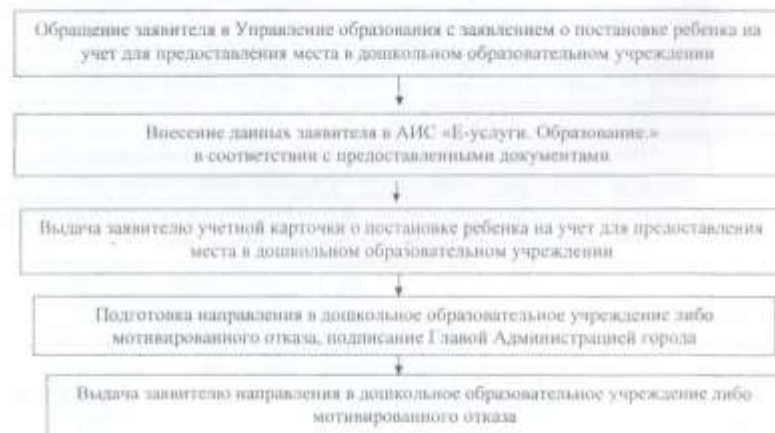 Обращение заявителя в Управление образования с заявлением о постановке ребенка на
учет для предоставления места в дошкольном образовательном учреждении
Внесение данных заявителя в АИС «Е-услуги. Образование.»
в соответствии с предоставленными документами
Выдача заявителю учетной карточки о постановке ребенка на учет для предоставления
места в дошкольном образовательном учреждении
Подготовка направления в дошкольное образовательное учреждение либо
мотивированного отказа, подписание Главой Администрацией города
Выдача заявителю направления в дошкольное образовательное учреждение либо
мотивированного отказа